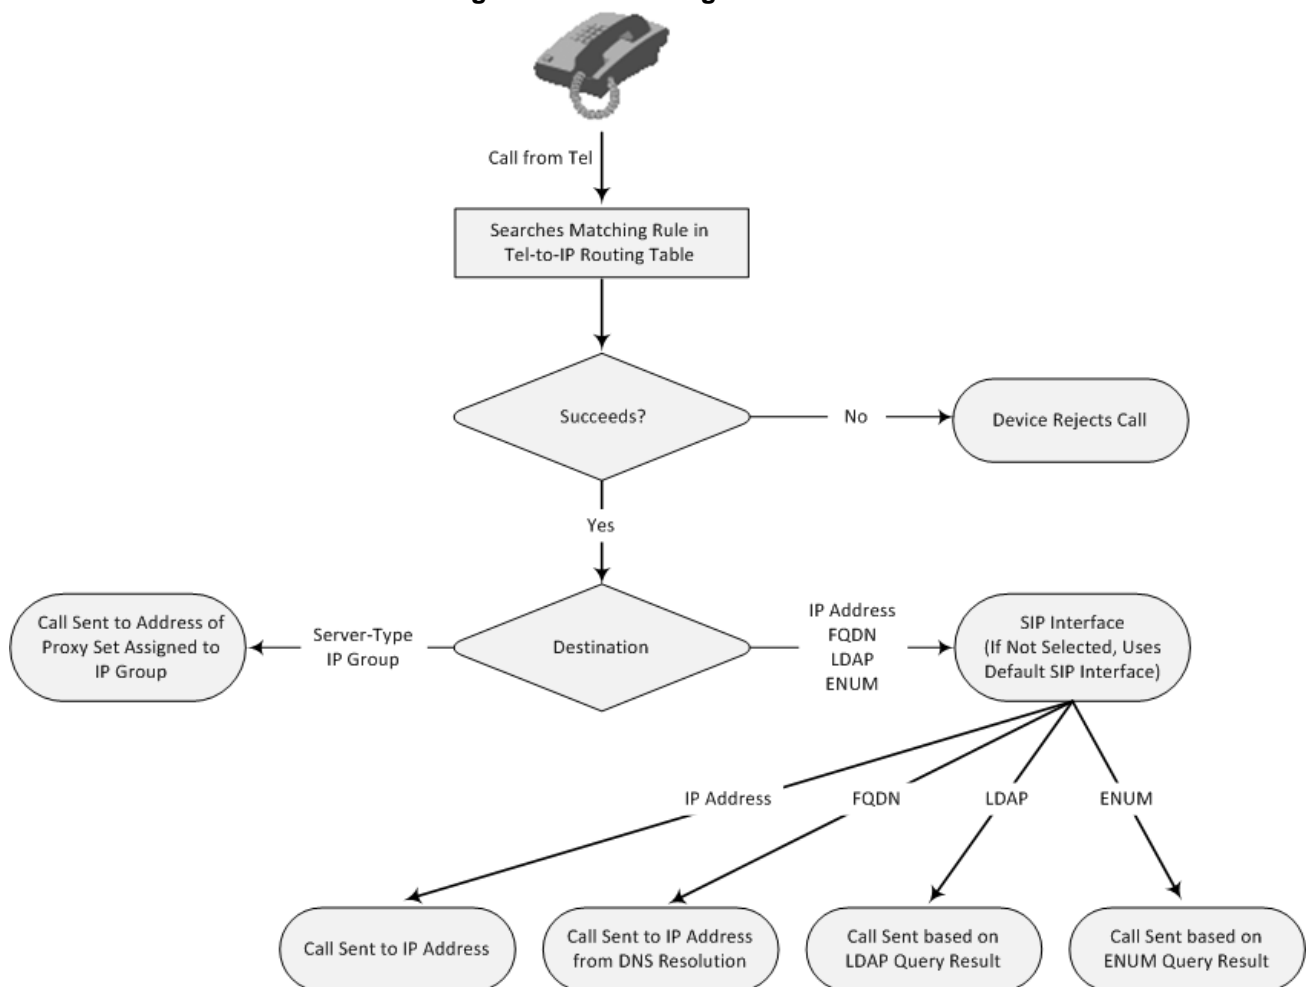 Call from Tel
Searches Matching Rule in
Tel-to-IP Routing Table
Succeeds?
No
Device Rejects Call
Yes
Call Sent to Address of
Proxy Set Assigned to
IP Group
Server-Type
IP Group
Destination
IP Address
FQDN
LDAP
ENUM
SIP Interface
(If Not Selected, Uses
Default SIP Interface)
IP Address
FQDN
LDAP
ENUM
Call Sent to IP Address
Call Sent to IP Address
from DNS Resolution
Call Sent based on
LDAP Query Result
Call Sent based on
ENUM Query Result